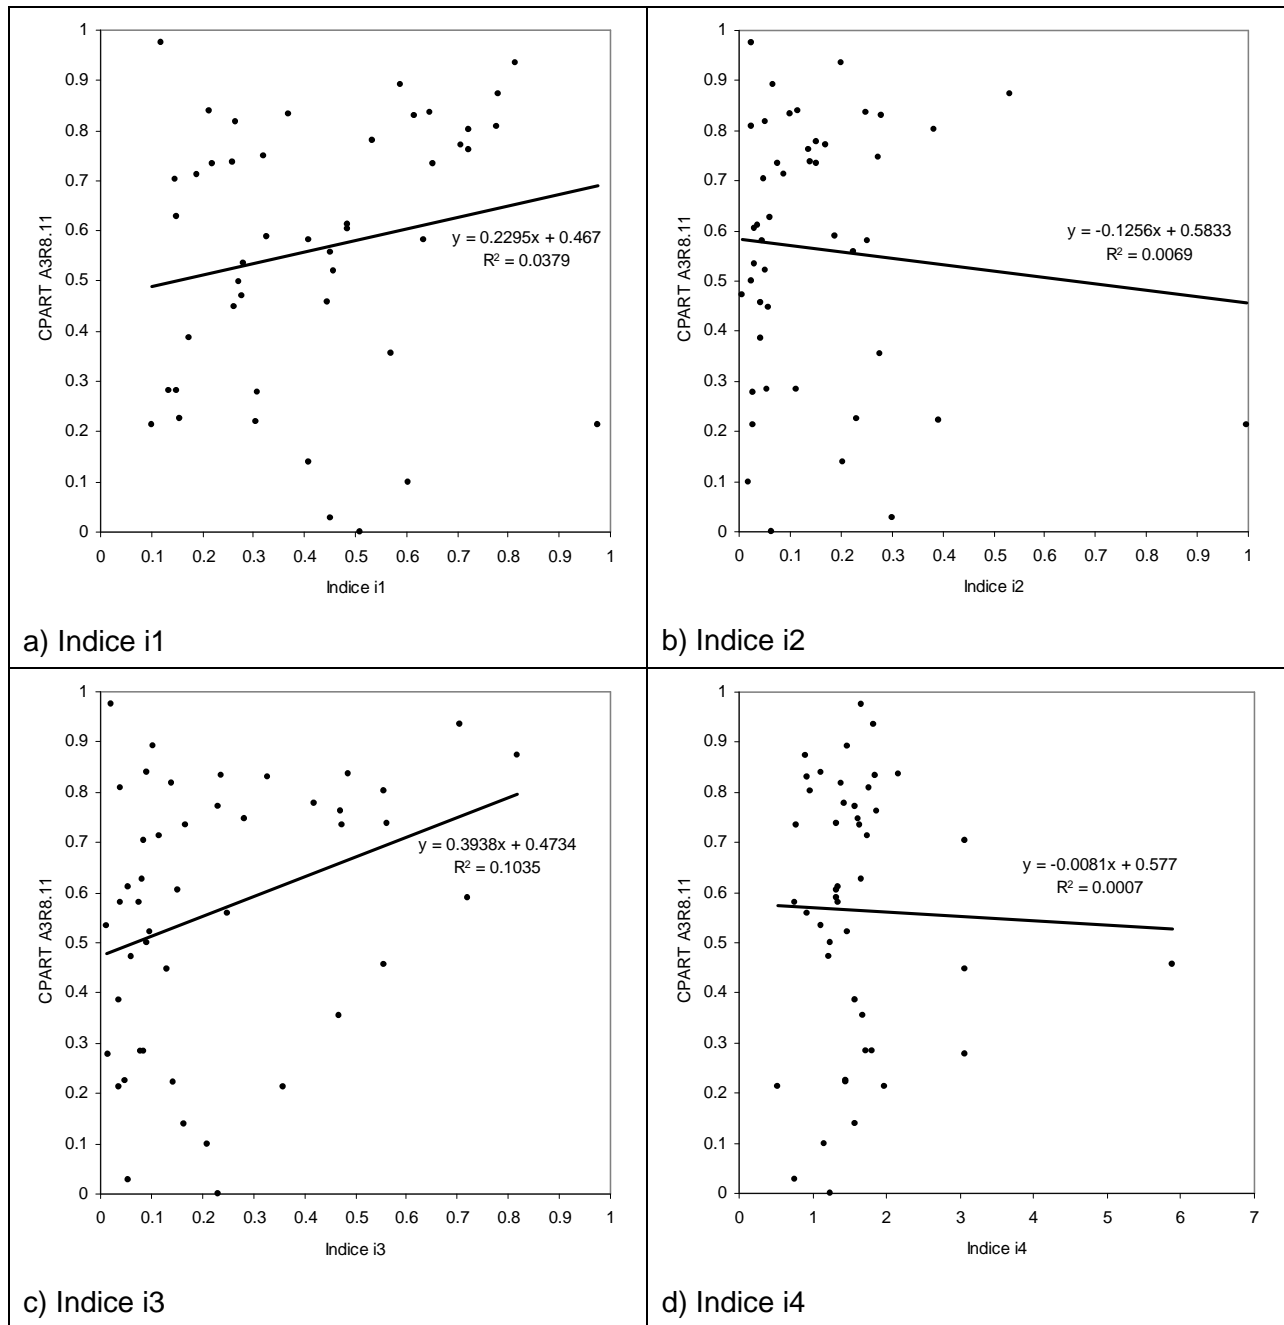 1
0.9
0.8
0.7
0.6
0.5
0.4
0.3
0.2
0.1
0
CPART A3R8.11
y = 0.2295x + 0.467
R² = 0.0379
0 0.1 0.2 0.3 0.4 0.5 0.6 0.7 0.8 0.9 1
Indice i1
a) Indice i1
1
0.9
0.8
0.7
0.6
0.5
0.4
0.3
0.2
0.1
0
CPART A3R8.11
y = -0.1256x + 0.5833
R² = 0.0069
0 0.1 0.2 0.3 0.4 0.5 0.6 0.7 0.8 0.9 1
Indice i2
b) Indice i2
1
0.9
0.8
0.7
0.6
0.5
0.4
0.3
0.2
0.1
0
CPART A3R8.11
y = 0.3938x + 0.4734
R² = 0.1035
0 0.1 0.2 0.3 0.4 0.5 0.6 0.7 0.8 0.9 1
Indice i3
c) Indice i3
1
0.9
0.8
0.7
0.6
0.5
0.4
0.3
0.2
0.1
0
CPART A3R8.11
y = -0.0081x + 0.577
R² = 0.0007
0 1 2 3 4 5 6 7
Indice i4
d) Indice i4